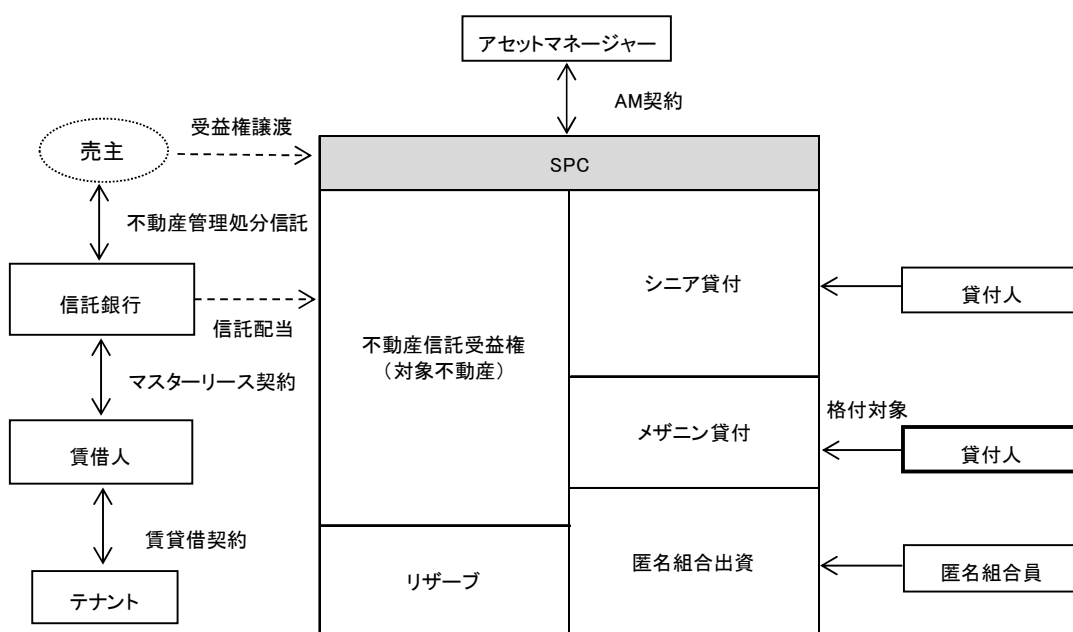 アセットマネージャー
AM契約
受益権譲渡
売主
SPC
不動産管理処分信託
シニア貸付
信託銀行
貸付人
信託配当
不動産信託受益権
（対象不動産）
マスターリース契約
格付対象
メザニン貸付
賃借人
貸付人
賃貸借契約
匿名組合出資
匿名組合員
リザーブ
テナント